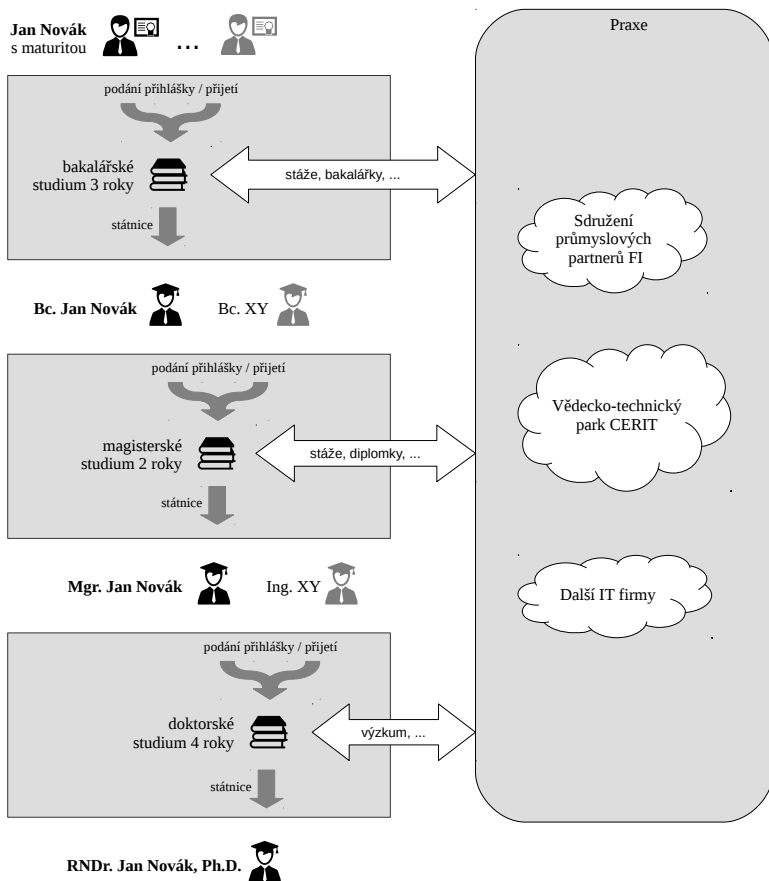 Jan Novák
s maturitou
...
podání přihlášky / přijetí
bakalářské
studium 3 roky
státnice
stáže, bakalářky, ...
Bc. Jan Novák
Bc. XY
podání přihlášky / přijetí
magisterské
studium 2 roky
státnice
stáže, diplomky, ...
Mgr. Jan Novák
Ing. XY
podání přihlášky / přijetí
doktorské
studium 4 roky
státnice
výzkum, ...
RNDr. Jan Novák, Ph.D.
Praxe
Sdružení
průmyslových
partnerů FI
Vědecko-technický
park CERIT
Další IT firmy